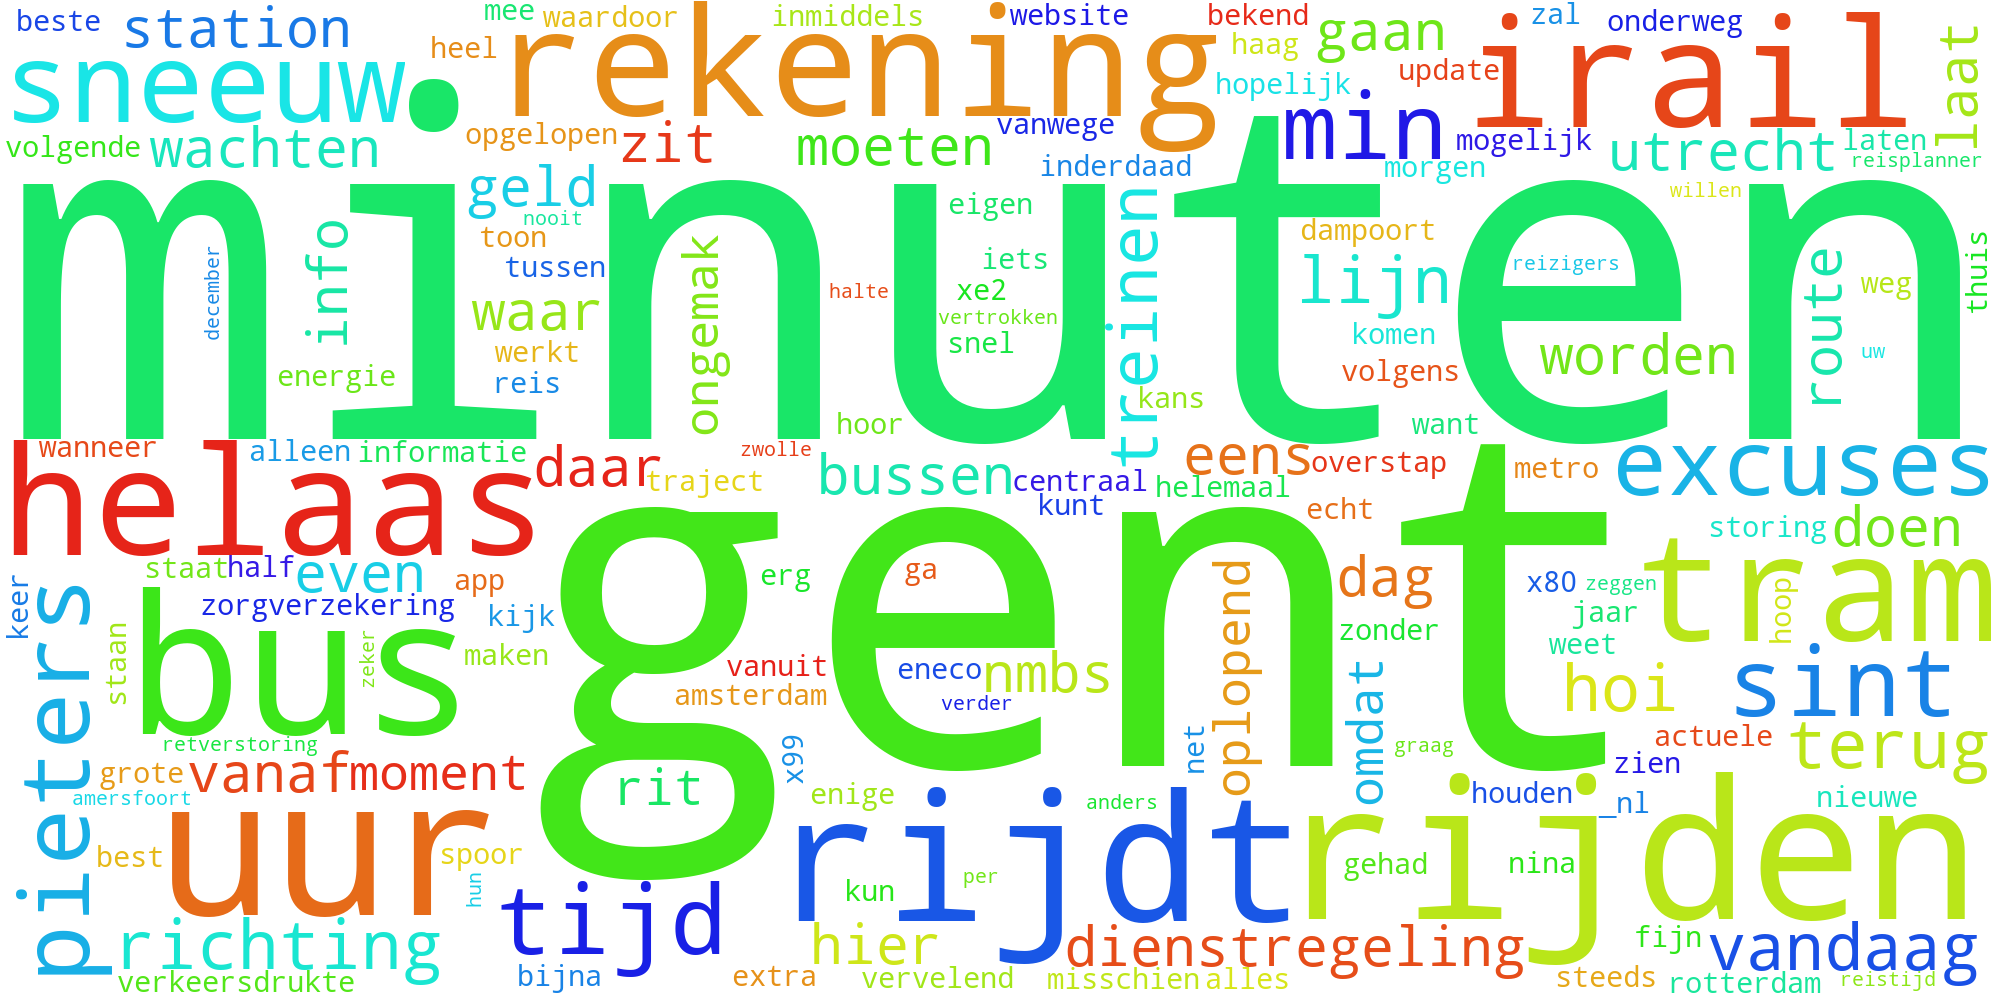 beste
station
mee
waardoor
inmiddels
website
bekend
zal
onderweg
heel
rekening
haag
gaan
irail
laat
sneeuw
hopelijk
update
min
volgende
wachten
opgelopen
zit
moeten
vanwege
mogelijk
utrecht
laten
inderdaad
morgen
reisplanner
minuten
geld
nooit
eigen
willen
treinen
info
december
toon
tussen
ongemak
iets
dampoort
lijn
reizigers
route
weg
thuis
waar
halte
xe2
vertrokken
snel
komen
worden
uw
energie
werkt
reis
kans
volgens
hoor
want
wanneer
alleen
informatie
daar
zwolle
traject
bussen
centraal
kunt
eens
helemaal
overstap
metro
excuses
helaas
gent
echt
storing
doen
staat
half
even
app
erg
ga
dag
x80
zeggen
tram
keer
zorgverzekering
kijk
jaar
hoop
pieters
bus
staan
zeker
maken
vanuit
eneco
nmbs
oplopend
zonder
weet
amsterdam
verder
omdat
hoi
sint
retverstoring
x99
net
graag
actuele
terug
grote
vanaf
moment
rit
zien
amersfoort
enige
anders
houden
_nl
nieuwe
uur
rijdt
rijden
best
spoor
hun
kun
per
gehad
nina
richting
tijd
hier
dienstregeling
fijn
vandaag
verkeersdrukte
bijna
extra
vervelend
misschien
alles
steeds
rotterdam
reistijd